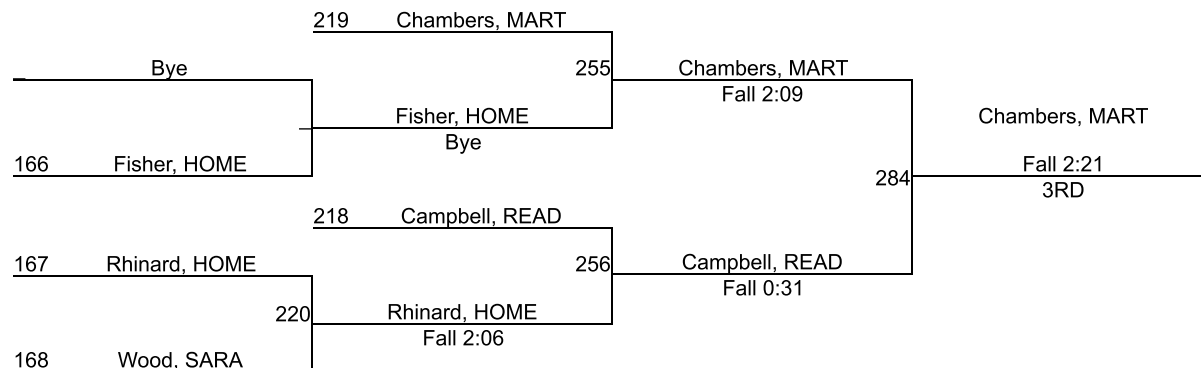 219 Chambers, MART
Bye
255 Chambers, MART
Fall 2:09
Fisher, HOME
Bye
Chambers, MART
166 Fisher, HOME
284 Fall 2:21
3RD
218 Campbell, READ
167 Rhinard, HOME
256 Campbell, READ
Fall 0:31
220 Rhinard, HOME
Fall 2:06
168 Wood, SARA